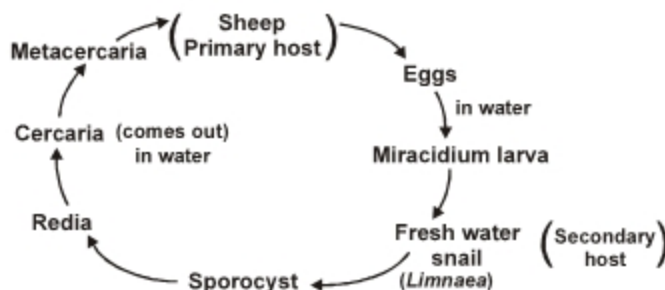 (Sheep
Primary host)
Metacercaria
Eggs
in water
Cercaria (comes out)
in water
Miracidium larva
Redia
Fresh water
snail
(Limnaea)
(Secondary
host)
Sporocyst